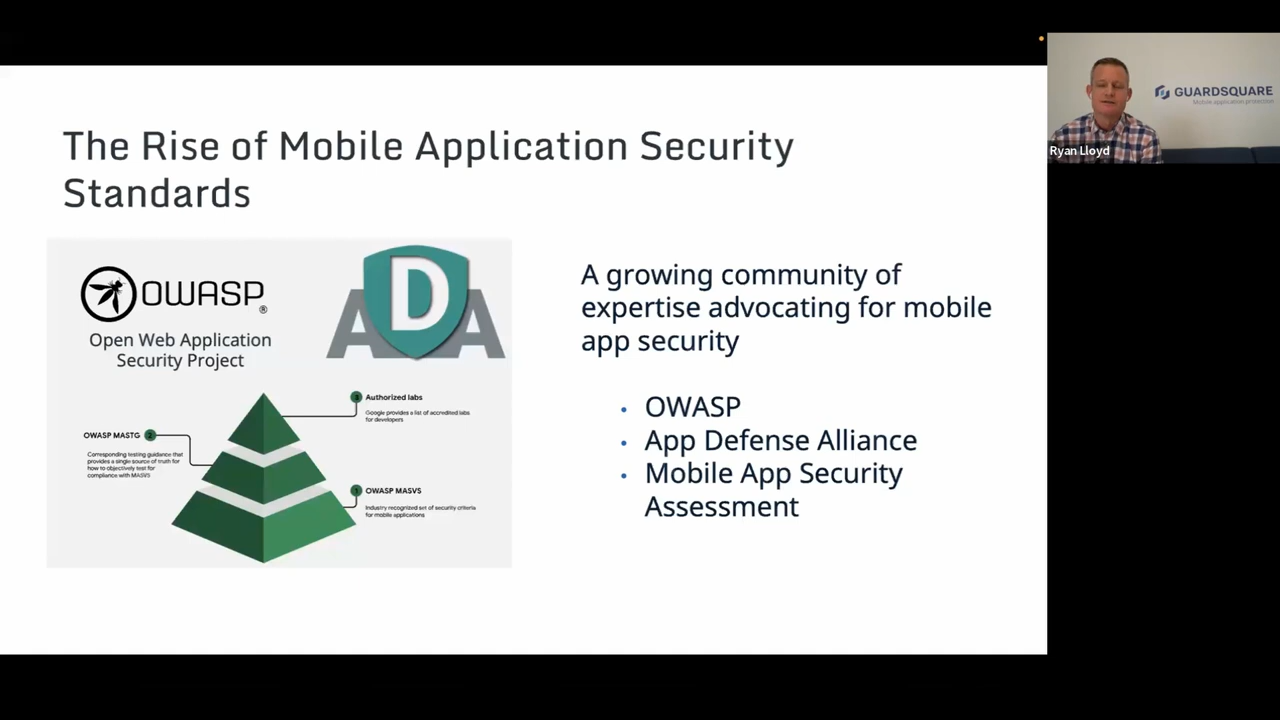 The Rise of Mobile Application Security
Standards
OWASP
®
Open Web Application
Security Project
ADA
3 Authorized labs
Google provides a list of accredited labs
for developers
OWASP MASTG 2
Corresponding testing guidance that
provides a single source of truth for
how to objectively test for
compliance with MASVS
1 OWASP MASVS
Industry recognized set of security criteria
for mobile applications
A growing community of
expertise advocating for mobile
app security
• OWASP
• App Defense Alliance
• Mobile App Security
Assessment
GUARDSQUARE
Mobile application protection
Ryan Lloyd